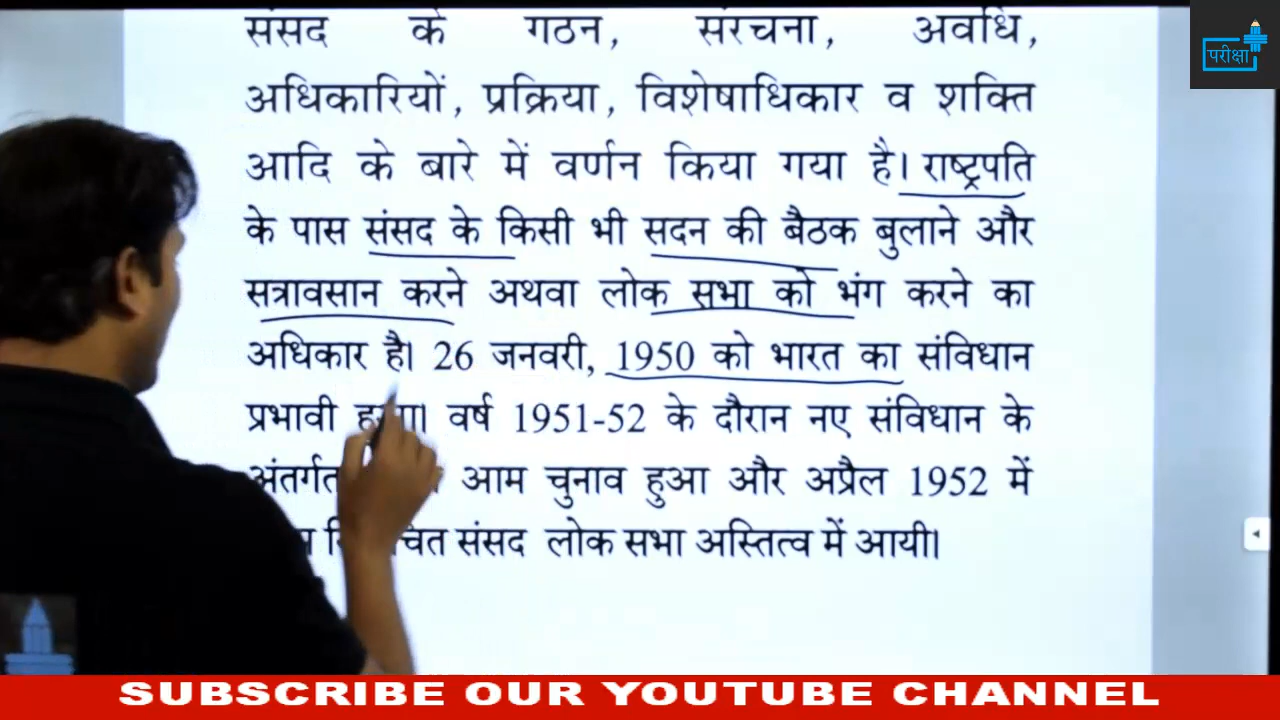 संसद के गठन, संरचना, अवधि,
परीक्षा
अधिकारियों, प्रक्रिया, विशेषाधिकार व शक्ति
आदि के बारे में वर्णन किया गया है। राष्ट्रपति
के पास संसद के किसी भी सदन की बैठक बुलाने और
सत्रावसान करने अथवा लोक सभा को भंग करने का
अधिकार है। 26 जनवरी, 1950 को भारत का संविधान
प्रभावी वर्ष 1951-52 के दौरान नए संविधान के
अंतर्गत आम चुनाव हुआ और अप्रैल 1952 में
संसद लोक सभा अस्तित्व में आयी।
SUBSCRIBE OUR YOUTUBE CHANNEL